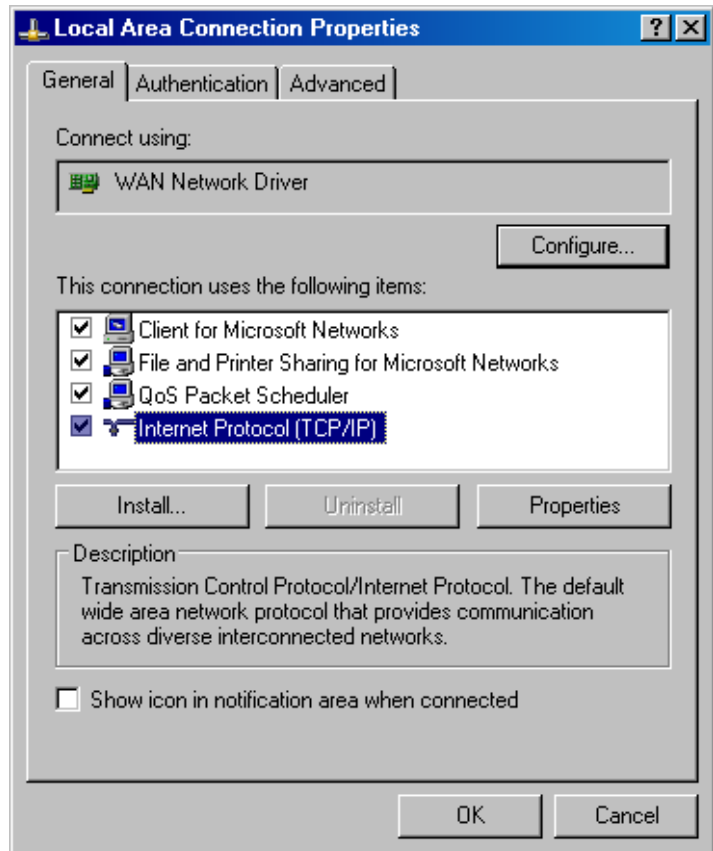 Local Area Connection Properties
General Authentication Advanced
Connect using:
WAN Network Driver
Configure...
This connection uses the following items:
Client for Microsoft Networks
File and Printer Sharing for Microsoft Networks
QoS Packet Scheduler
Internet Protocol (TCP/IP)
Install... Uninstall Properties
Description
Transmission Control Protocol/Internet Protocol. The default
wide area network protocol that provides communication
across diverse interconnected networks.
Show icon in notification area when connected
OK Cancel